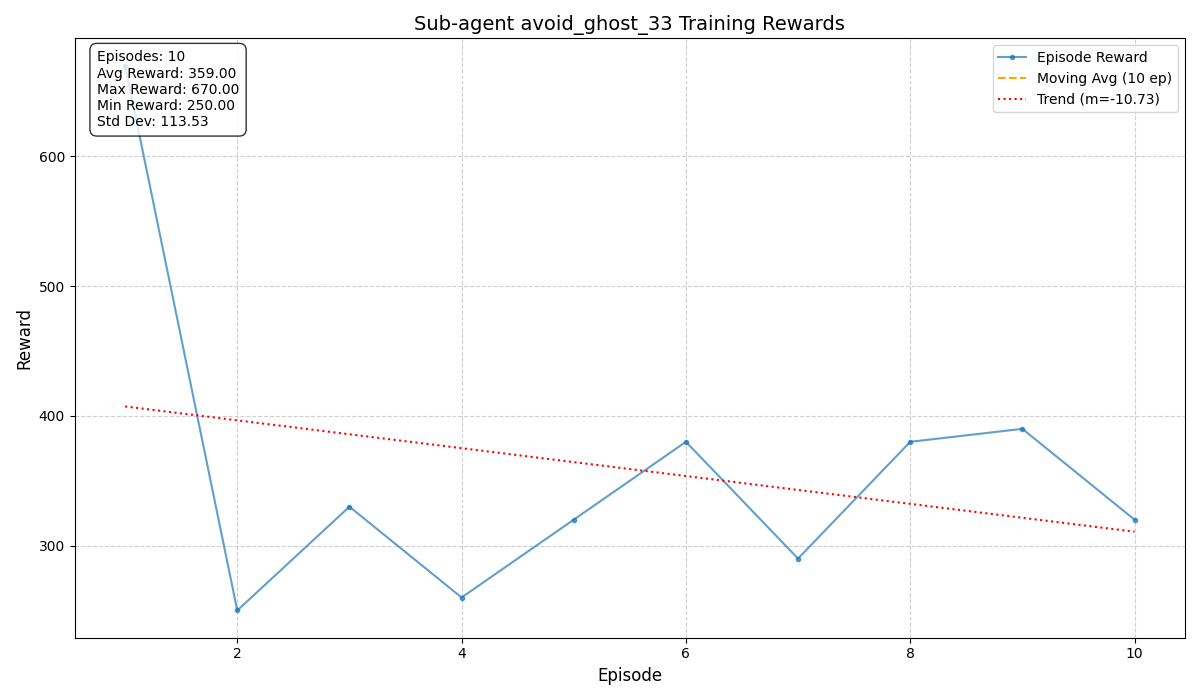 Sub-agent avoid_ghost_33 Training Rewards
Episodes: 10
Avg Reward: 359.00
Max Reward: 670.00
Min Reward: 250.00
Std Dev: 113.53
Episode Reward
Moving Avg (10 ep)
Trend (m=-10.73)
Reward
600
500
400
300
2 4 6 8 10
Episode